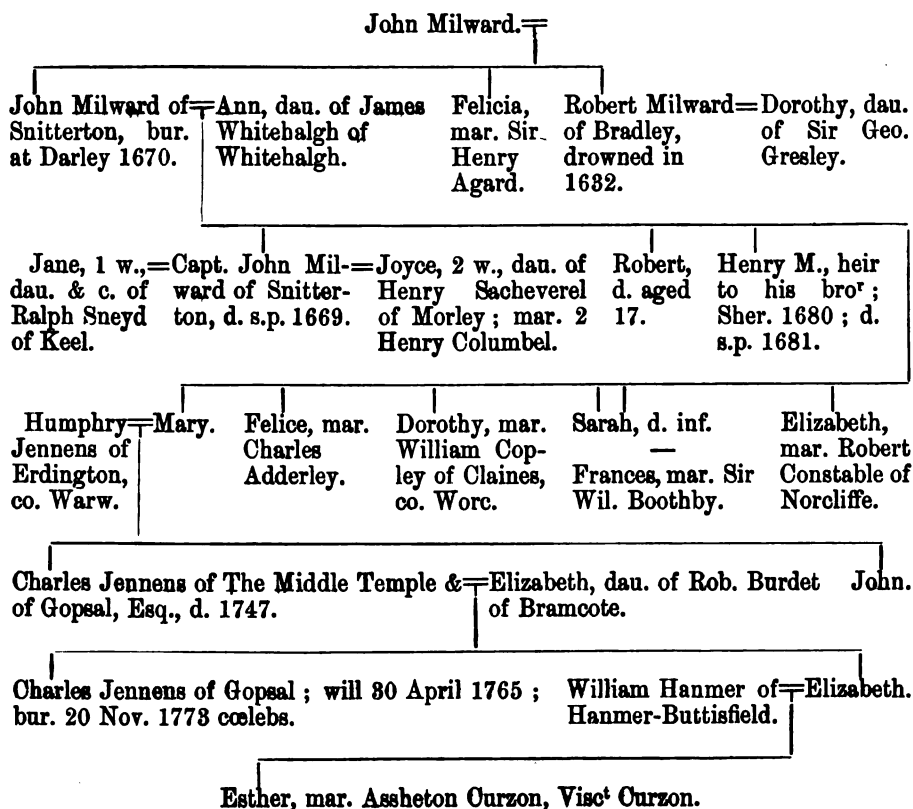 John Milward.=
John Milward of=Ann, dau. of James
Snitterton, bur. Whitehalgh of
at Darley 1670. Whitehalgh.
Felicia,
mar. Sir
Henry
Agard.
Robert Milward=Dorothy, dau.
of Bradley, of Sir Geo.
drowned in Gresley.
1632.
Jane, 1 w.,=Capt. John Mil-=Joyce, 2 w., dau. of
dau. & c. of ward of Snitter- Henry Sacheverel
Ralph Sneyd ton, d. s.p. 1669. of Morley ; mar. 2
of Keel. Henry Columbel.
Robert,
d. aged
17.
Henry M., heir
to his broʳ ;
Sher. 1680 ; d.
s.p. 1681.
Humphry=Mary.
Jennens of
Erdington,
co. Warw.
Felice, mar.
Charles
Adderley.
Dorothy, mar.
William Cop-
ley of Claines,
co. Worc.
Sarah, d. inf.
—
Frances, mar. Sir
Wil. Boothby.
Elizabeth,
mar. Robert
Constable of
Norcliffe.
Charles Jennens of The Middle Temple &=Elizabeth, dau. of Rob. Burdet
of Gopsal, Esq., d. 1747. of Bramcote.
John.
Charles Jennens of Gopsal ; will 30 April 1765 ;
bur. 20 Nov. 1773 cœlebs.
William Hanmer of=Elizabeth.
Hanmer-Buttisfield.
Esther, mar. Assheton Curzon, Viscᵗ Curzon.